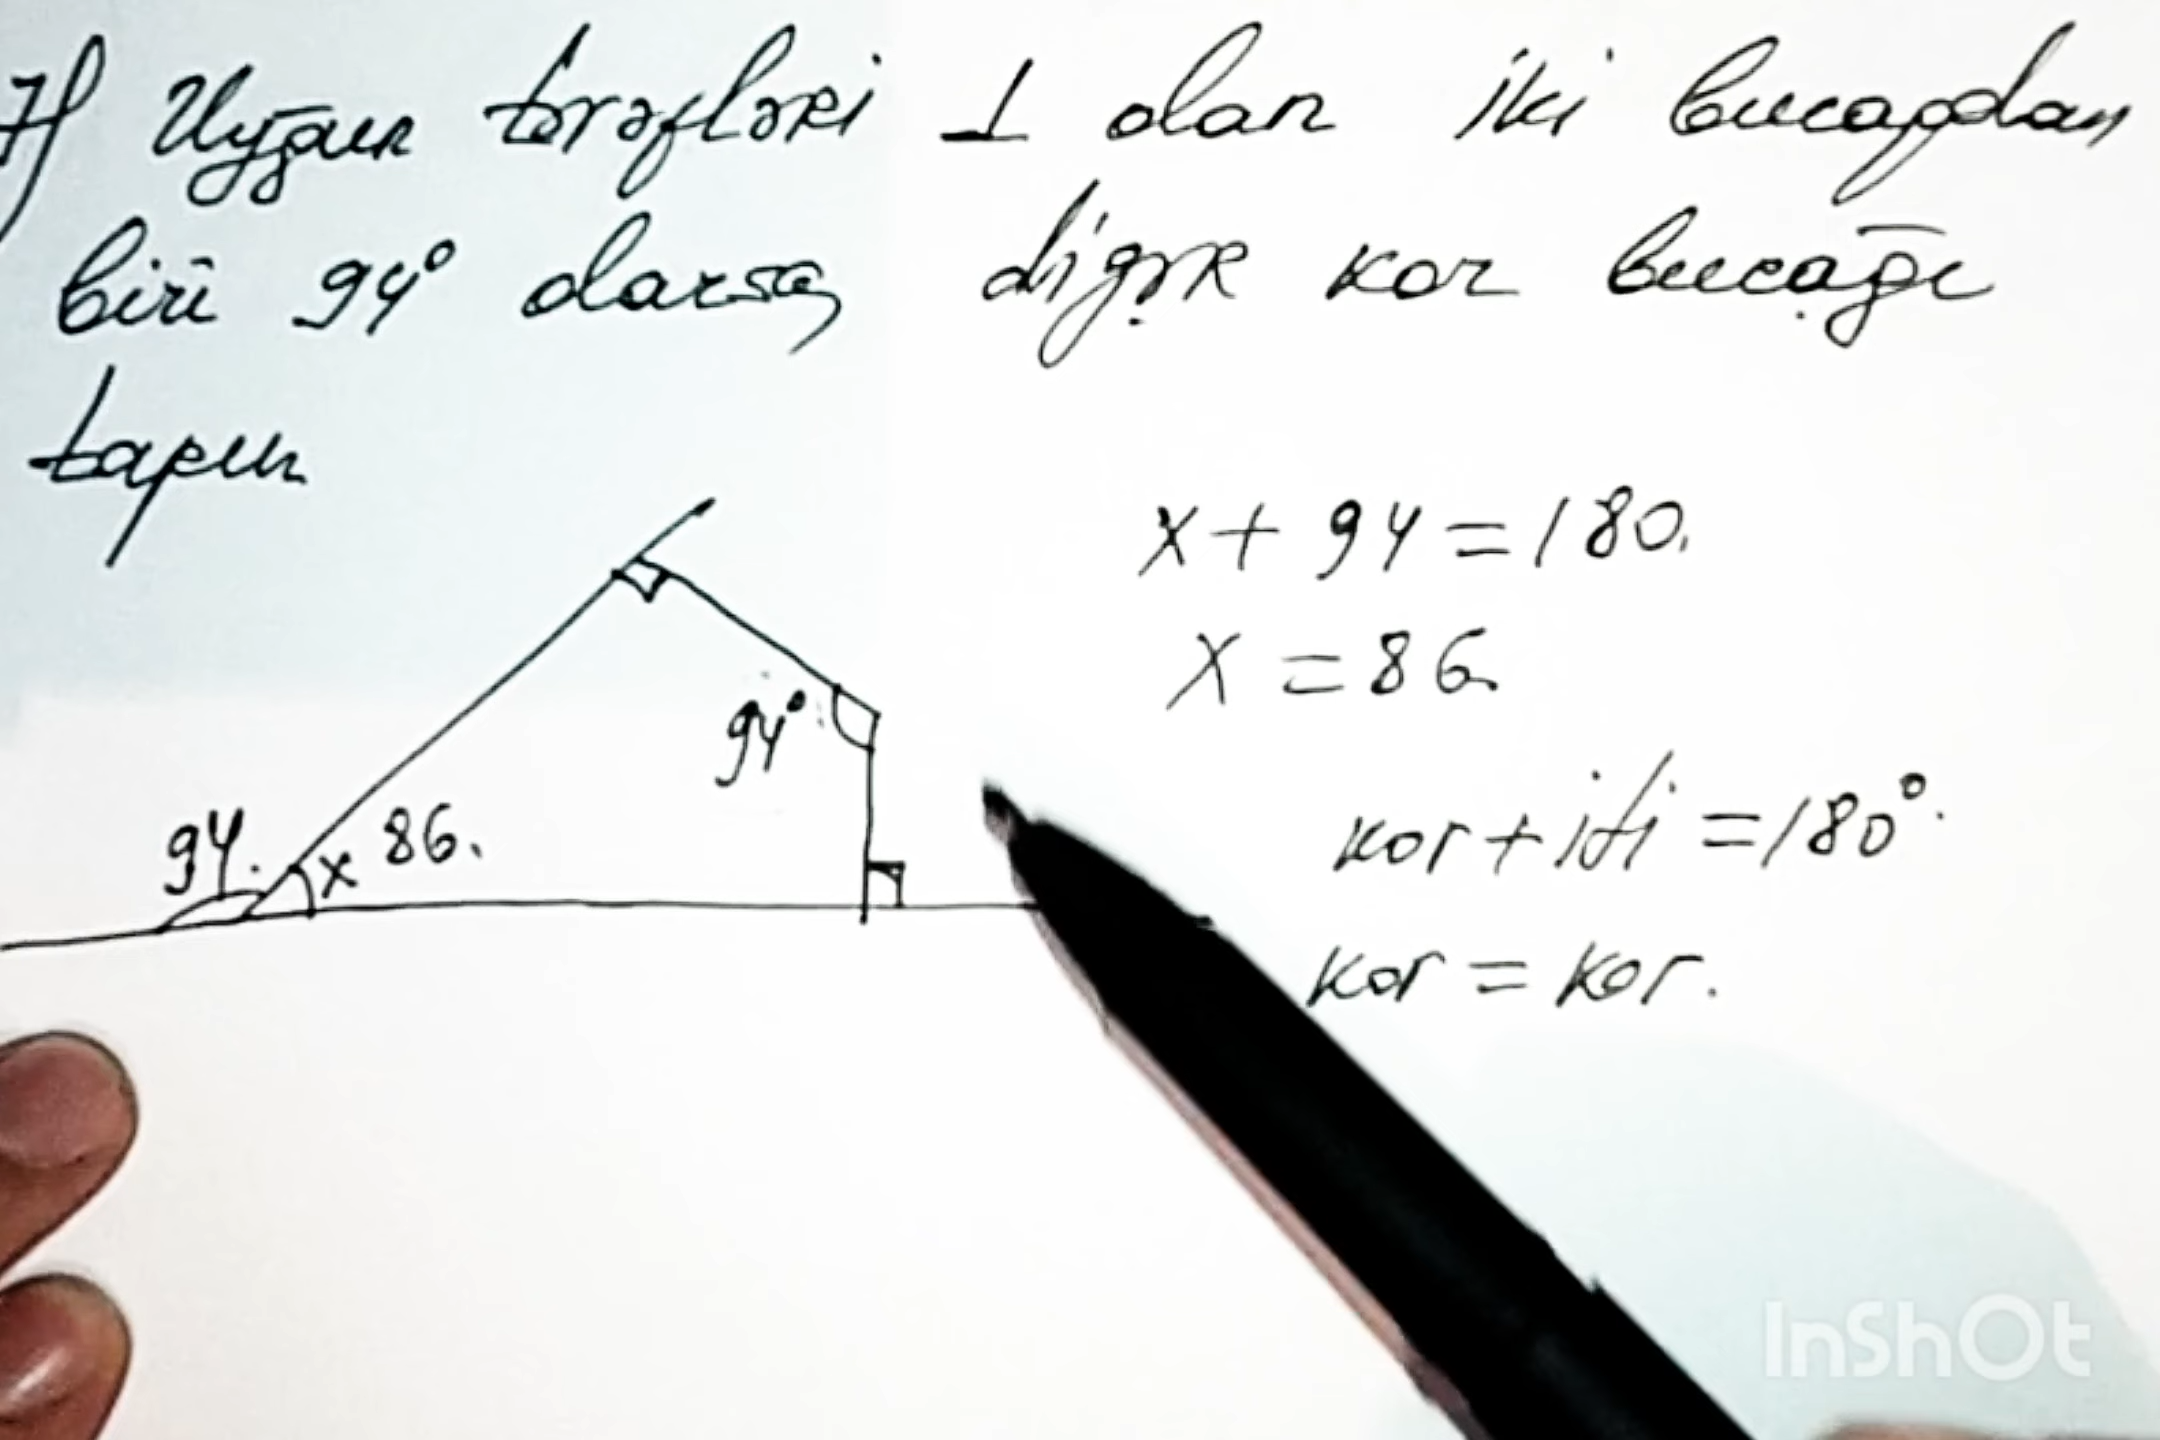 7) Uyğun tərəfləri ⊥ olan iki bucaqdan
biri 94° olarsa, digər kor bucağı
tapın
x + 94 = 180.
x = 86
94°
94.
x 86.
kor + iti = 180°.
kor = kor.
InShOt